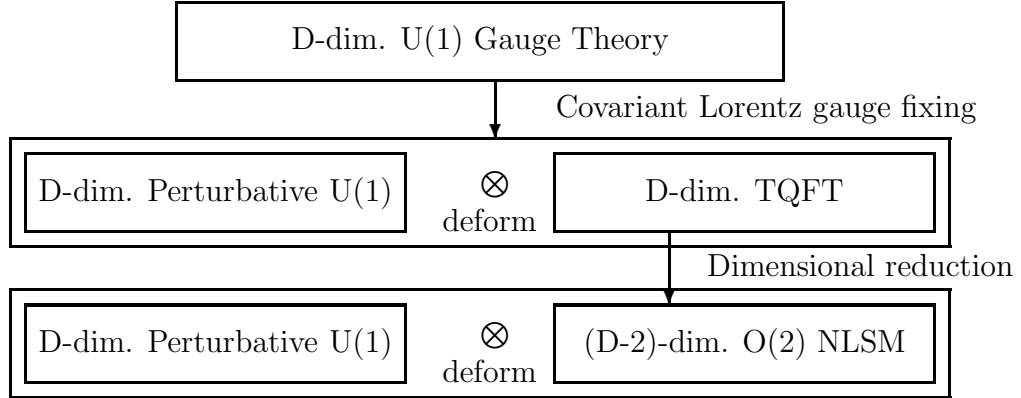 D-dim. U(1) Gauge Theory
Covariant Lorentz gauge fixing
D-dim. Perturbative U(1) ⊗ D-dim. TQFT
deform
Dimensional reduction
D-dim. Perturbative U(1) ⊗ (D-2)-dim. O(2) NLSM
deform